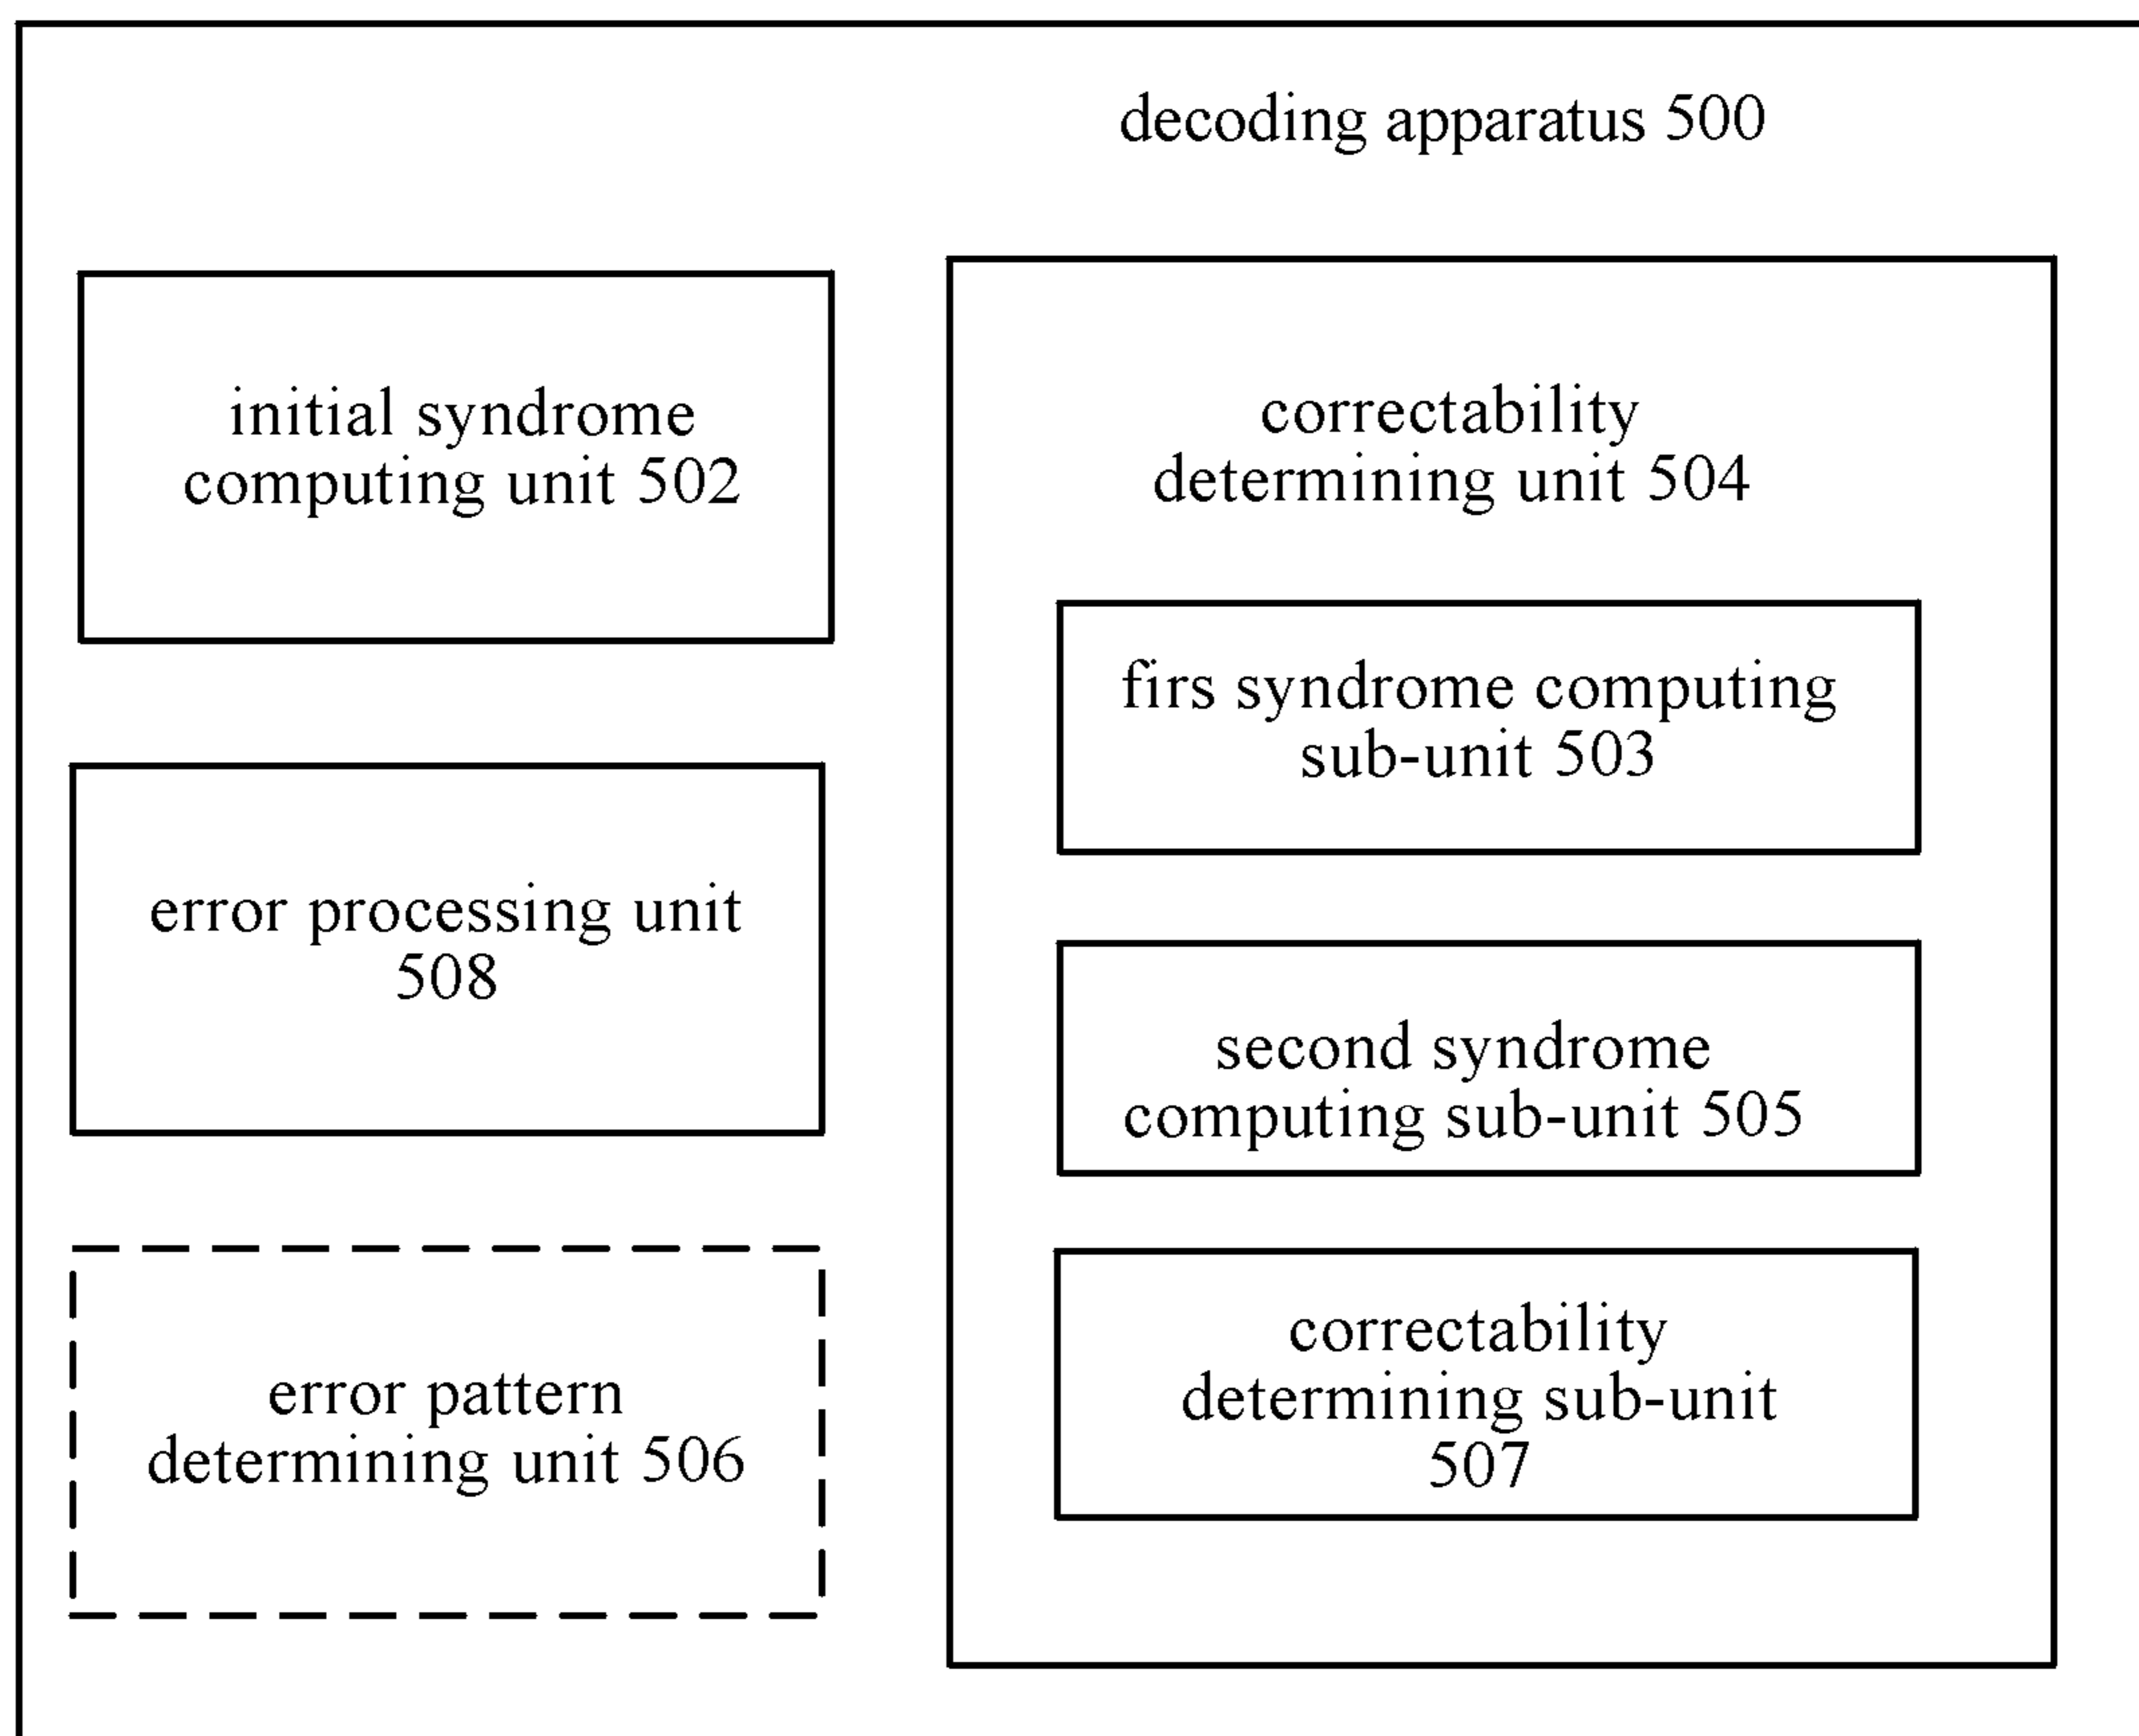 decoding apparatus 500
initial syndrome
computing unit 502
error processing unit
508
error pattern
determining unit 506
correctability
determining unit 504
firs syndrome computing
sub-unit 503
second syndrome
computing sub-unit 505
correctability
determining sub-unit
507